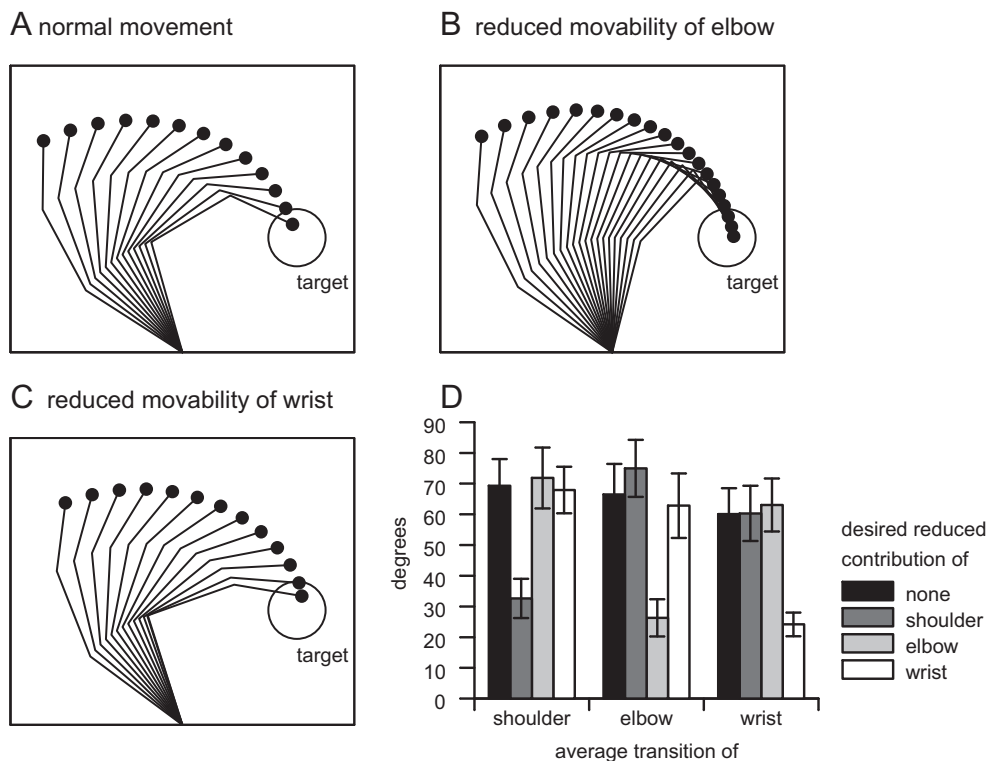 A normal movement
B reduced movability of elbow
target
target
C reduced movability of wrist
D
target
90
80
70
60
50
40
30
20
10
0
degrees
shoulder elbow wrist
average transition of
desired reduced
contribution of
none
shoulder
elbow
wrist